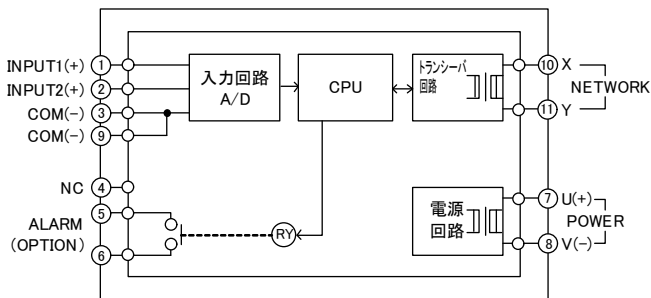 INPUT1(+) 1
INPUT2(+) 2
COM(-) 3
COM(-) 9
NC 4
ALARM 5
(OPTION)
6
入力回路
A/D
CPU
トランシーバ
回路
RY
電源
回路
10 X
NETWORK
11 Y
7 U(+)
POWER
8 V(-)